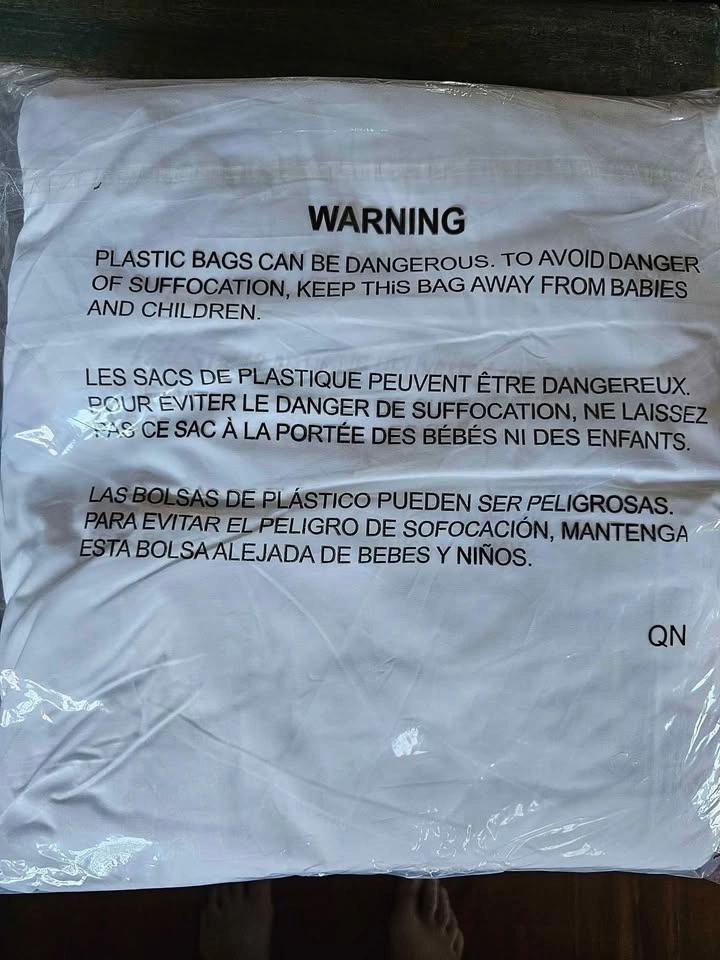 WARNING
PLASTIC BAGS CAN BE DANGEROUS. TO AVOID DANGER
OF SUFFOCATION, KEEP THiS BAG AWAY FROM BABIES
AND CHILDREN.
LES SACS DE PLASTIQUE PEUVENT ÊTRE DANGEREUX.
POUR ÉVITER LE DANGER DE SUFFOCATION, NE LAISSEZ
PAS CE SAC À LA PORTÉE DES BÉBÉS NI DES ENFANTS.
LAS BOLSAS DE PLÁSTICO PUEDEN SER PELIGROSAS.
PARA EVITAR EL PELIGRO DE SOFOCACIÓN, MANTENGA
ESTA BOLSA ALEJADA DE BEBES Y NIÑOS.
QN